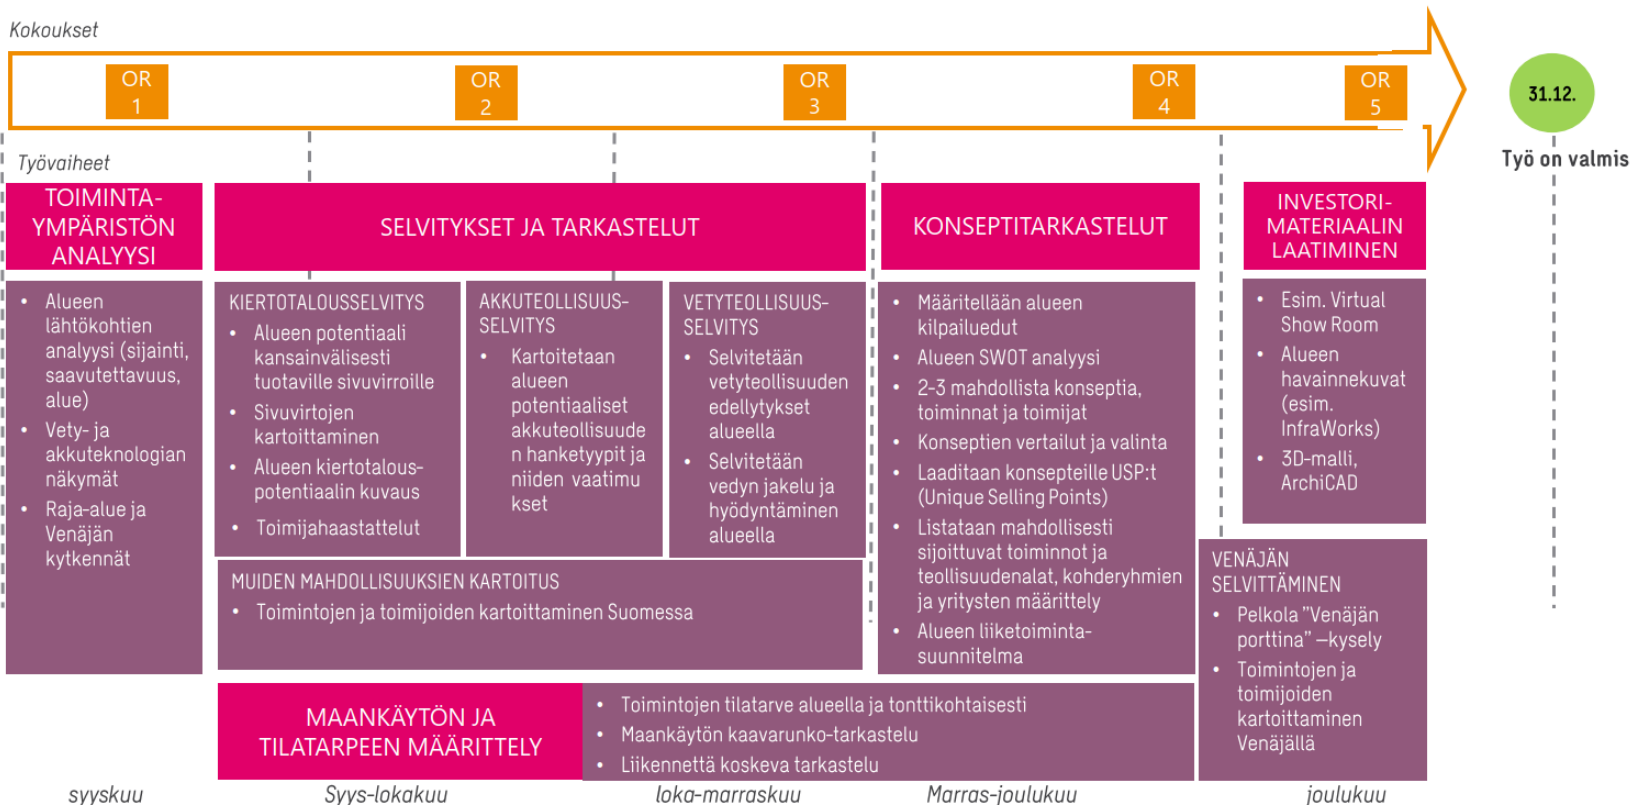 Kokoukset
OR
1
OR
2
OR
3
OR
4
OR
5
31.12.
Työ on valmis
Työvaiheet
TOIMINTA-
YMPÄRISTÖN
ANALYYSI
• Alueen
lähtökohtien
analyysi (sijainti,
saavutettavuus,
alue)
• Vety- ja
akkuteknologian
näkymät
• Raja-alue ja
Venäjän
kytkennät
SELVITYKSET JA TARKASTELUT
KIERTOTALOUSSELVITYS
• Alueen potentiaali
kansainvälisesti
tuotaville sivuvirroille
• Sivuvirtojen
kartoittaminen
• Alueen kiertotalous-
potentiaalin kuvaus
• Toimijahaastattelut
AKKUTEOLLISUUS-
SELVITYS
• Kartoitetaan
alueen
potentiaaliset
akkuteollisuude
n hanketyypit ja
niiden vaatimu
kset
VETYTEOLLISUUS-
SELVITYS
• Selvitetään
vetyteollisuuden
edellytykset
alueella
• Selvitetään
vedyn jakelu ja
hyödyntäminen
alueella
MUIDEN MAHDOLLISUUKSIEN KARTOITUS
• Toimintojen ja toimijoiden kartoittaminen Suomessa
KONSEPTITARKASTELUT
• Määritellään alueen
kilpailuedut
• Alueen SWOT analyysi
• 2-3 mahdollista konseptia,
toiminnat ja toimijat
• Konseptien vertailut ja valinta
• Laaditaan konsepteille USP:t
(Unique Selling Points)
• Listataan mahdollisesti
sijoittuvat toiminnot ja
teollisuudenalat, kohderyhmien
ja yritysten määrittely
• Alueen liiketoiminta-
suunnitelma
INVESTORI-
MATERIAALIN
LAATIMINEN
• Esim. Virtual
Show Room
• Alueen
havainnekuvat
(esim.
InfraWorks)
• 3D-malli,
ArchiCAD
VENÄJÄN
SELVITTÄMINEN
• Pelkola ”Venäjän
porttina” –kysely
• Toimintojen ja
toimijoiden
kartoittaminen
Venäjällä
MAANKÄYTÖN JA
TILATARPEEN MÄÄRITTELY
• Toimintojen tilatarve alueella ja tonttikohtaisesti
• Maankäytön kaavarunko-tarkastelu
• Liikennettä koskeva tarkastelu
syyskuu
Syys-lokakuu
loka-marraskuu
Marras-joulukuu
joulukuu